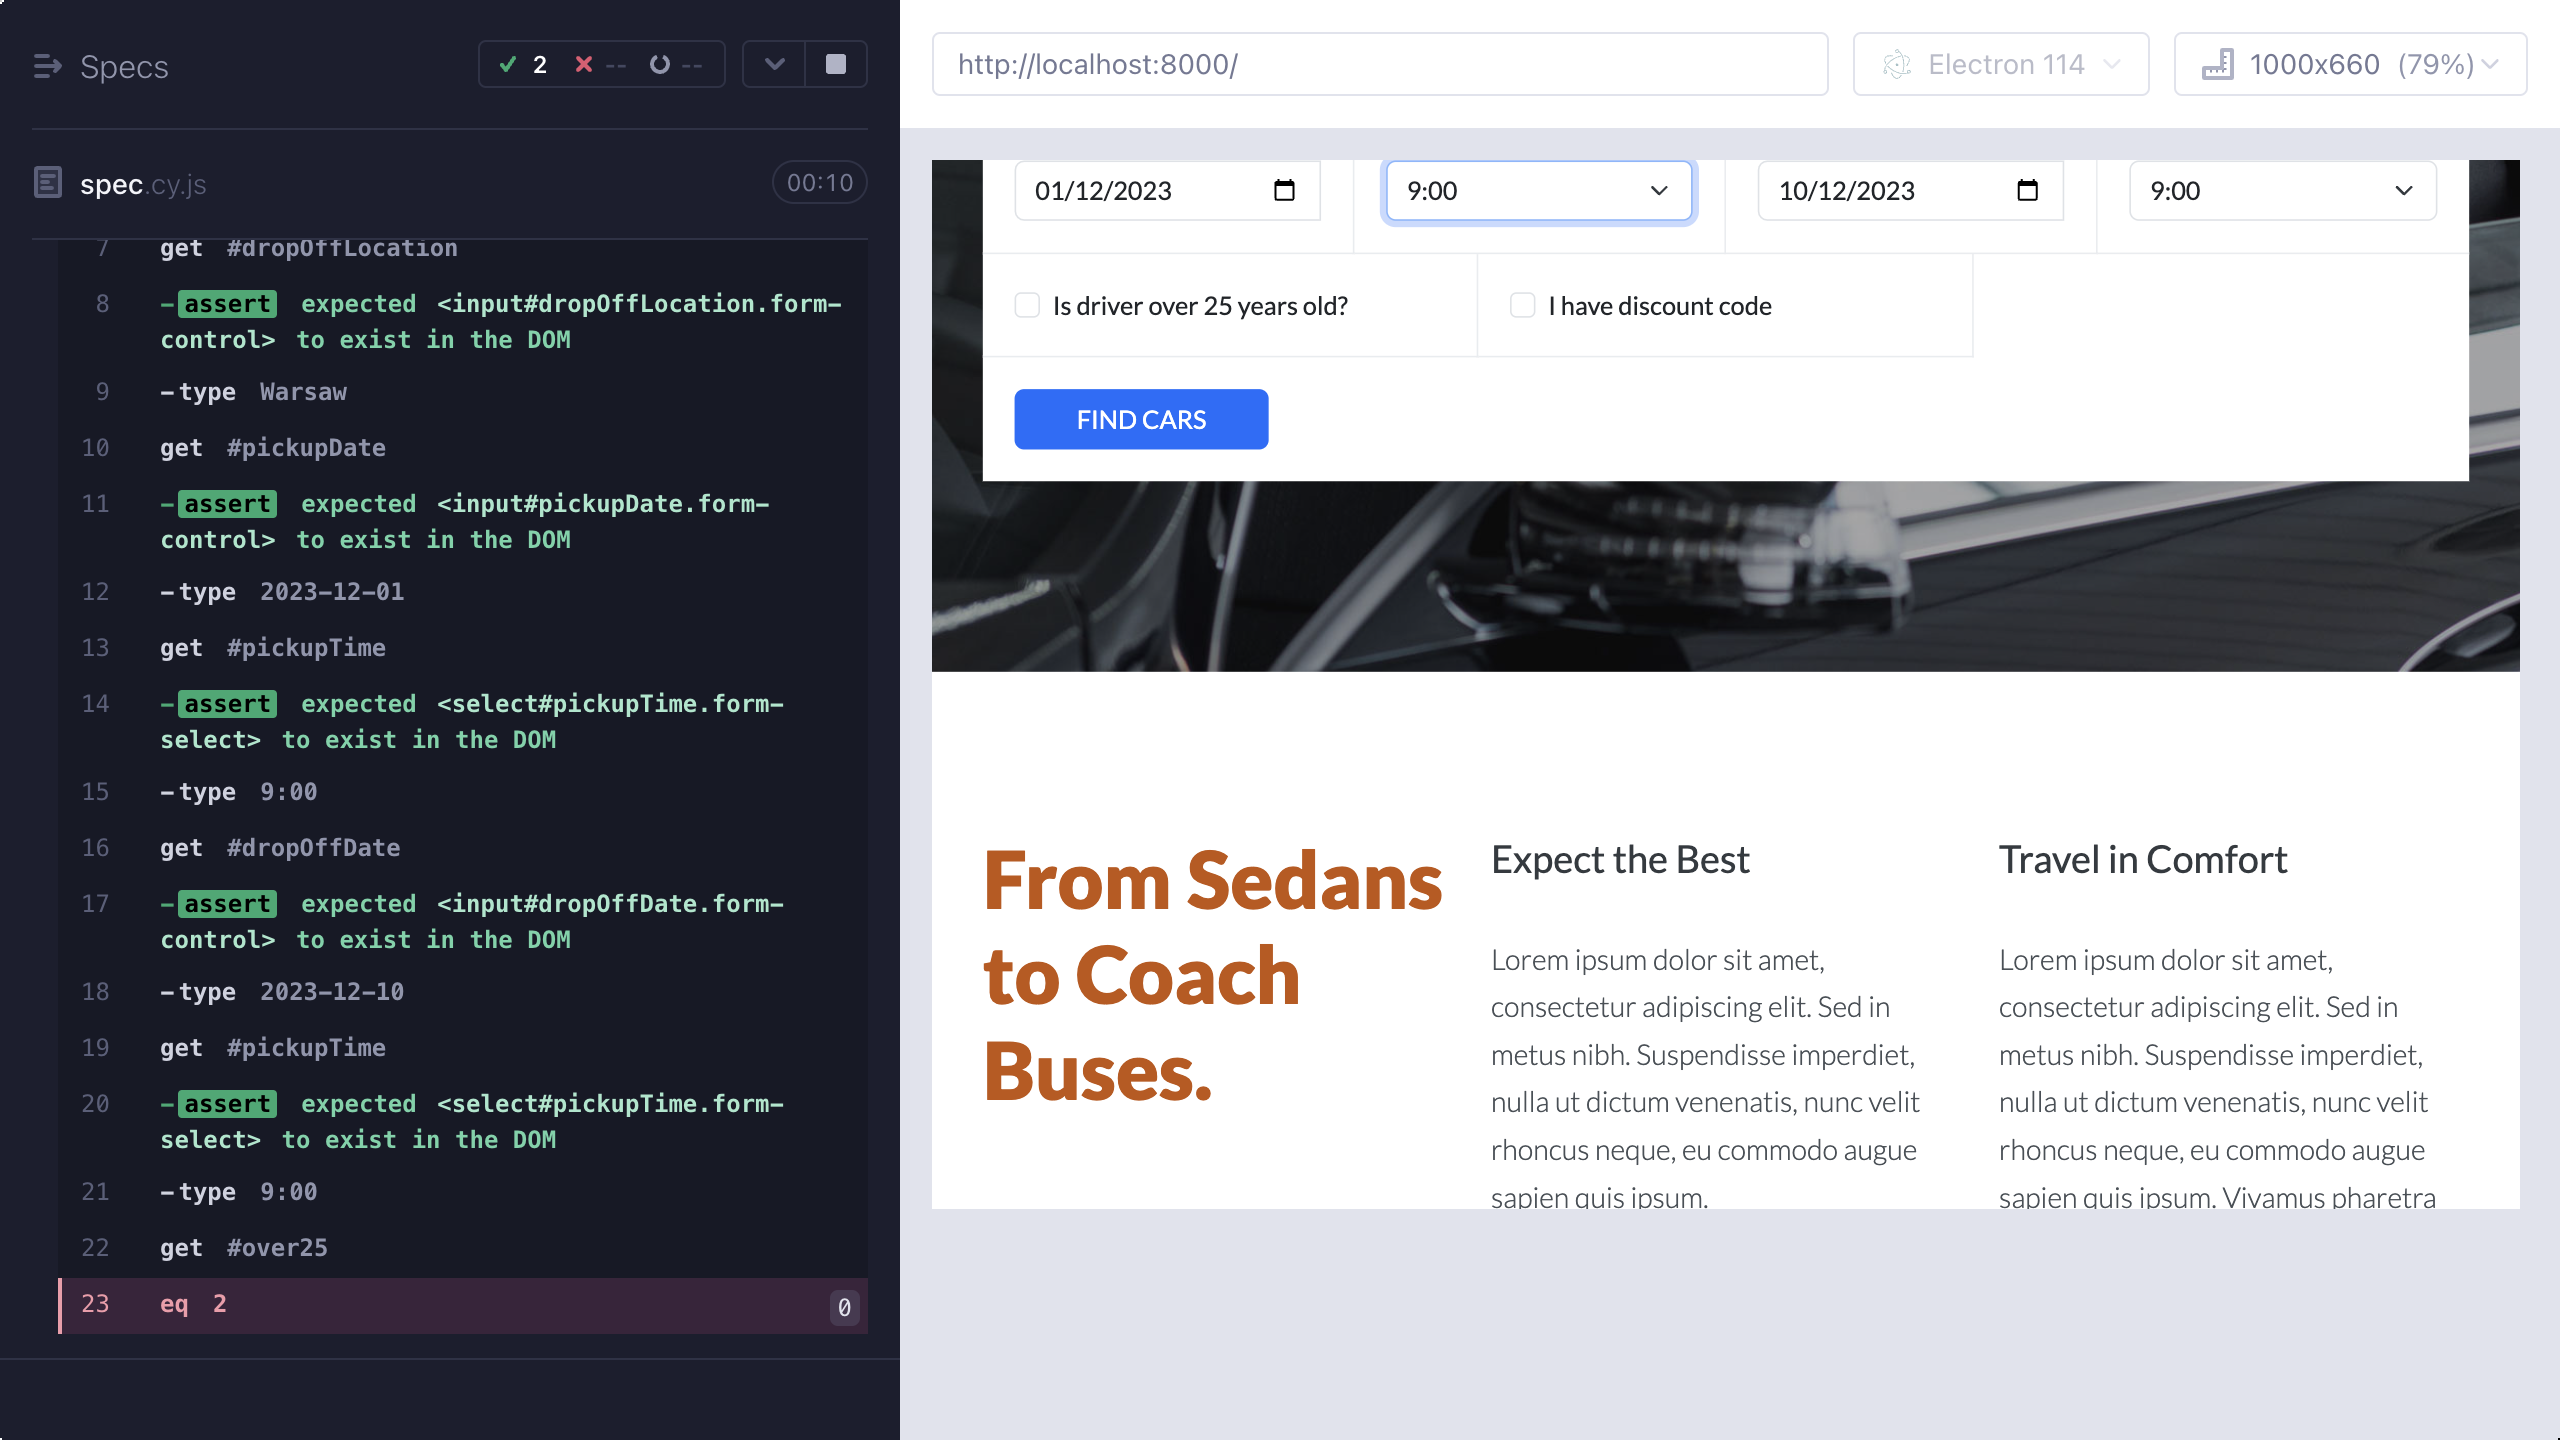 Specs
2
--
--
spec.cy.js
00:10
7 get #dropOffLocation
8 -assert expected <input#dropOffLocation.form-
control> to exist in the DOM
9 -type Warsaw
10 get #pickupDate
11 -assert expected <input#pickupDate.form-
control> to exist in the DOM
12 -type 2023-12-01
13 get #pickupTime
14 -assert expected <select#pickupTime.form-
select> to exist in the DOM
15 -type 9:00
16 get #dropOffDate
17 -assert expected <input#dropOffDate.form-
control> to exist in the DOM
18 -type 2023-12-10
19 get #pickupTime
20 -assert expected <select#pickupTime.form-
select> to exist in the DOM
21 -type 9:00
22 get #over25
23 eq 2 0
http://localhost:8000/
Electron 114
1000x660 (79%)
01/12/2023
9:00
10/12/2023
9:00
Is driver over 25 years old?
I have discount code
FIND CARS
From Sedans
to Coach
Buses.
Expect the Best
Lorem ipsum dolor sit amet,
consectetur adipiscing elit. Sed in
metus nibh. Suspendisse imperdiet,
nulla ut dictum venenatis, nunc velit
rhoncus neque, eu commodo augue
sapien quis ipsum.
Travel in Comfort
Lorem ipsum dolor sit amet,
consectetur adipiscing elit. Sed in
metus nibh. Suspendisse imperdiet,
nulla ut dictum venenatis, nunc velit
rhoncus neque, eu commodo augue
sapien quis ipsum. Vivamus pharetra